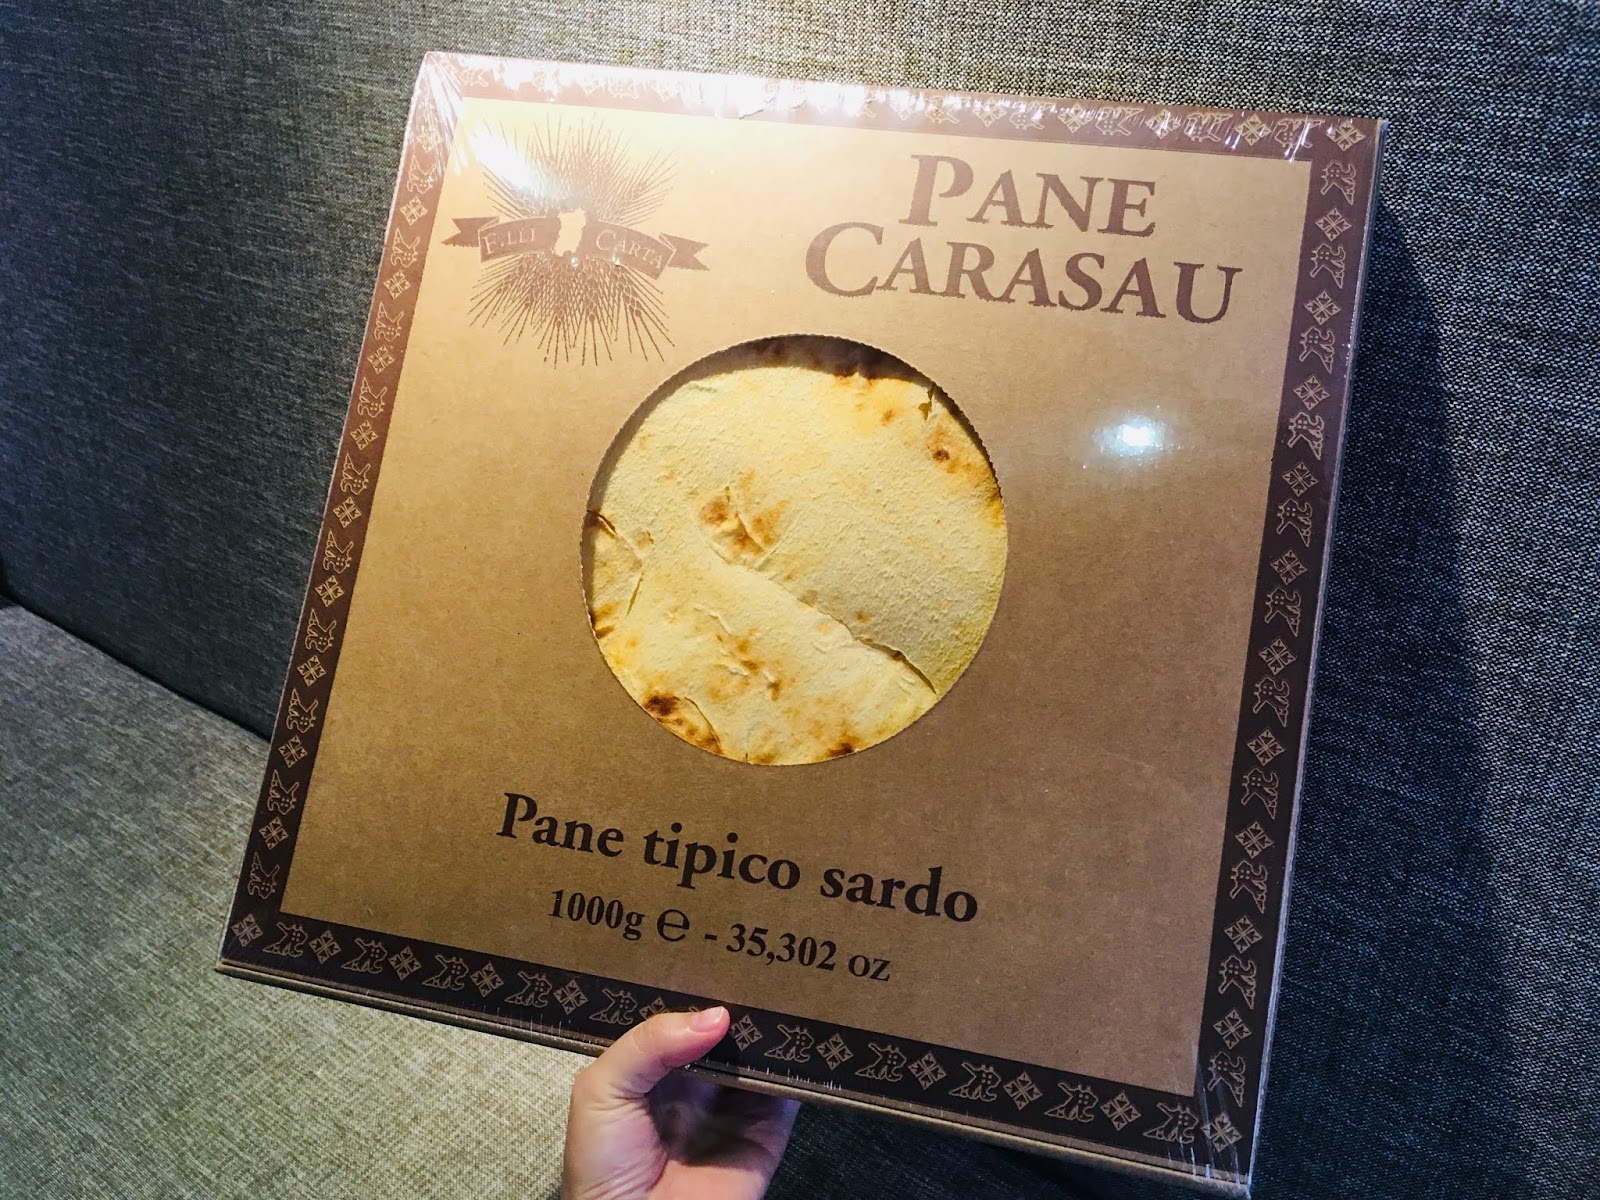 F.LLI CARTA
PANE
CARASAU
Pane tipico sardo
1000g ℮ - 35,302 oz